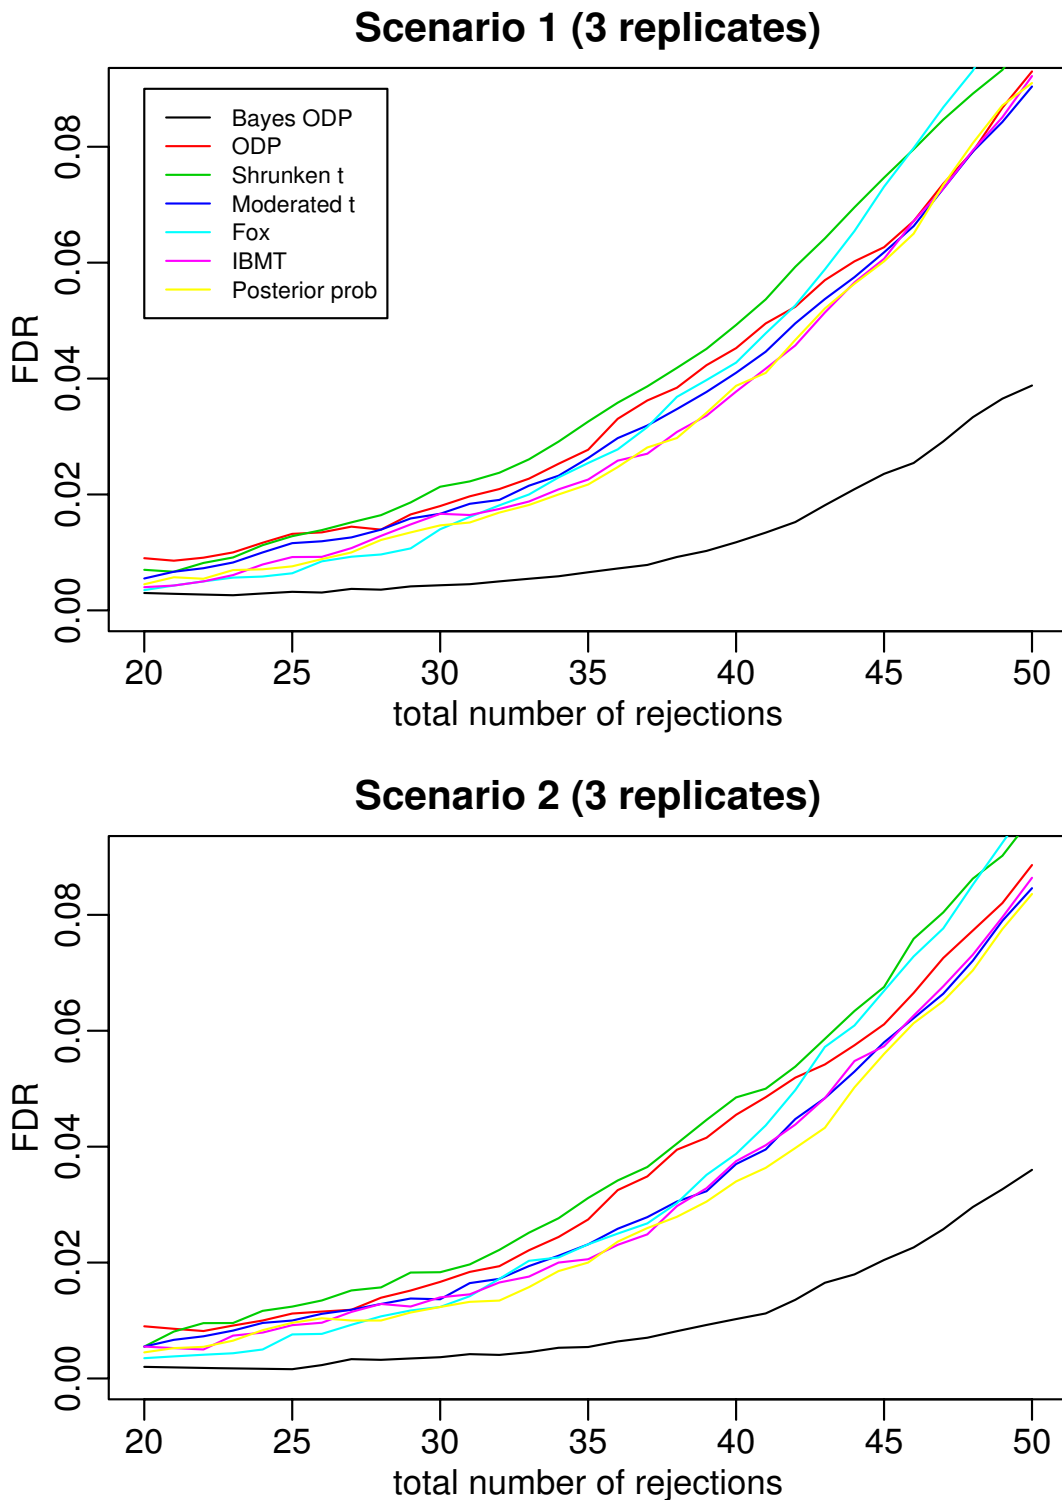 Scenario 1 (3 replicates)
Bayes ODP
ODP
Shrunken t
Moderated t
Fox
IBMT
Posterior prob
FDR
0.08
0.06
0.04
0.02
0.00
20 25 30 35 40 45 50
total number of rejections
Scenario 2 (3 replicates)
FDR
0.08
0.06
0.04
0.02
0.00
20 25 30 35 40 45 50
total number of rejections